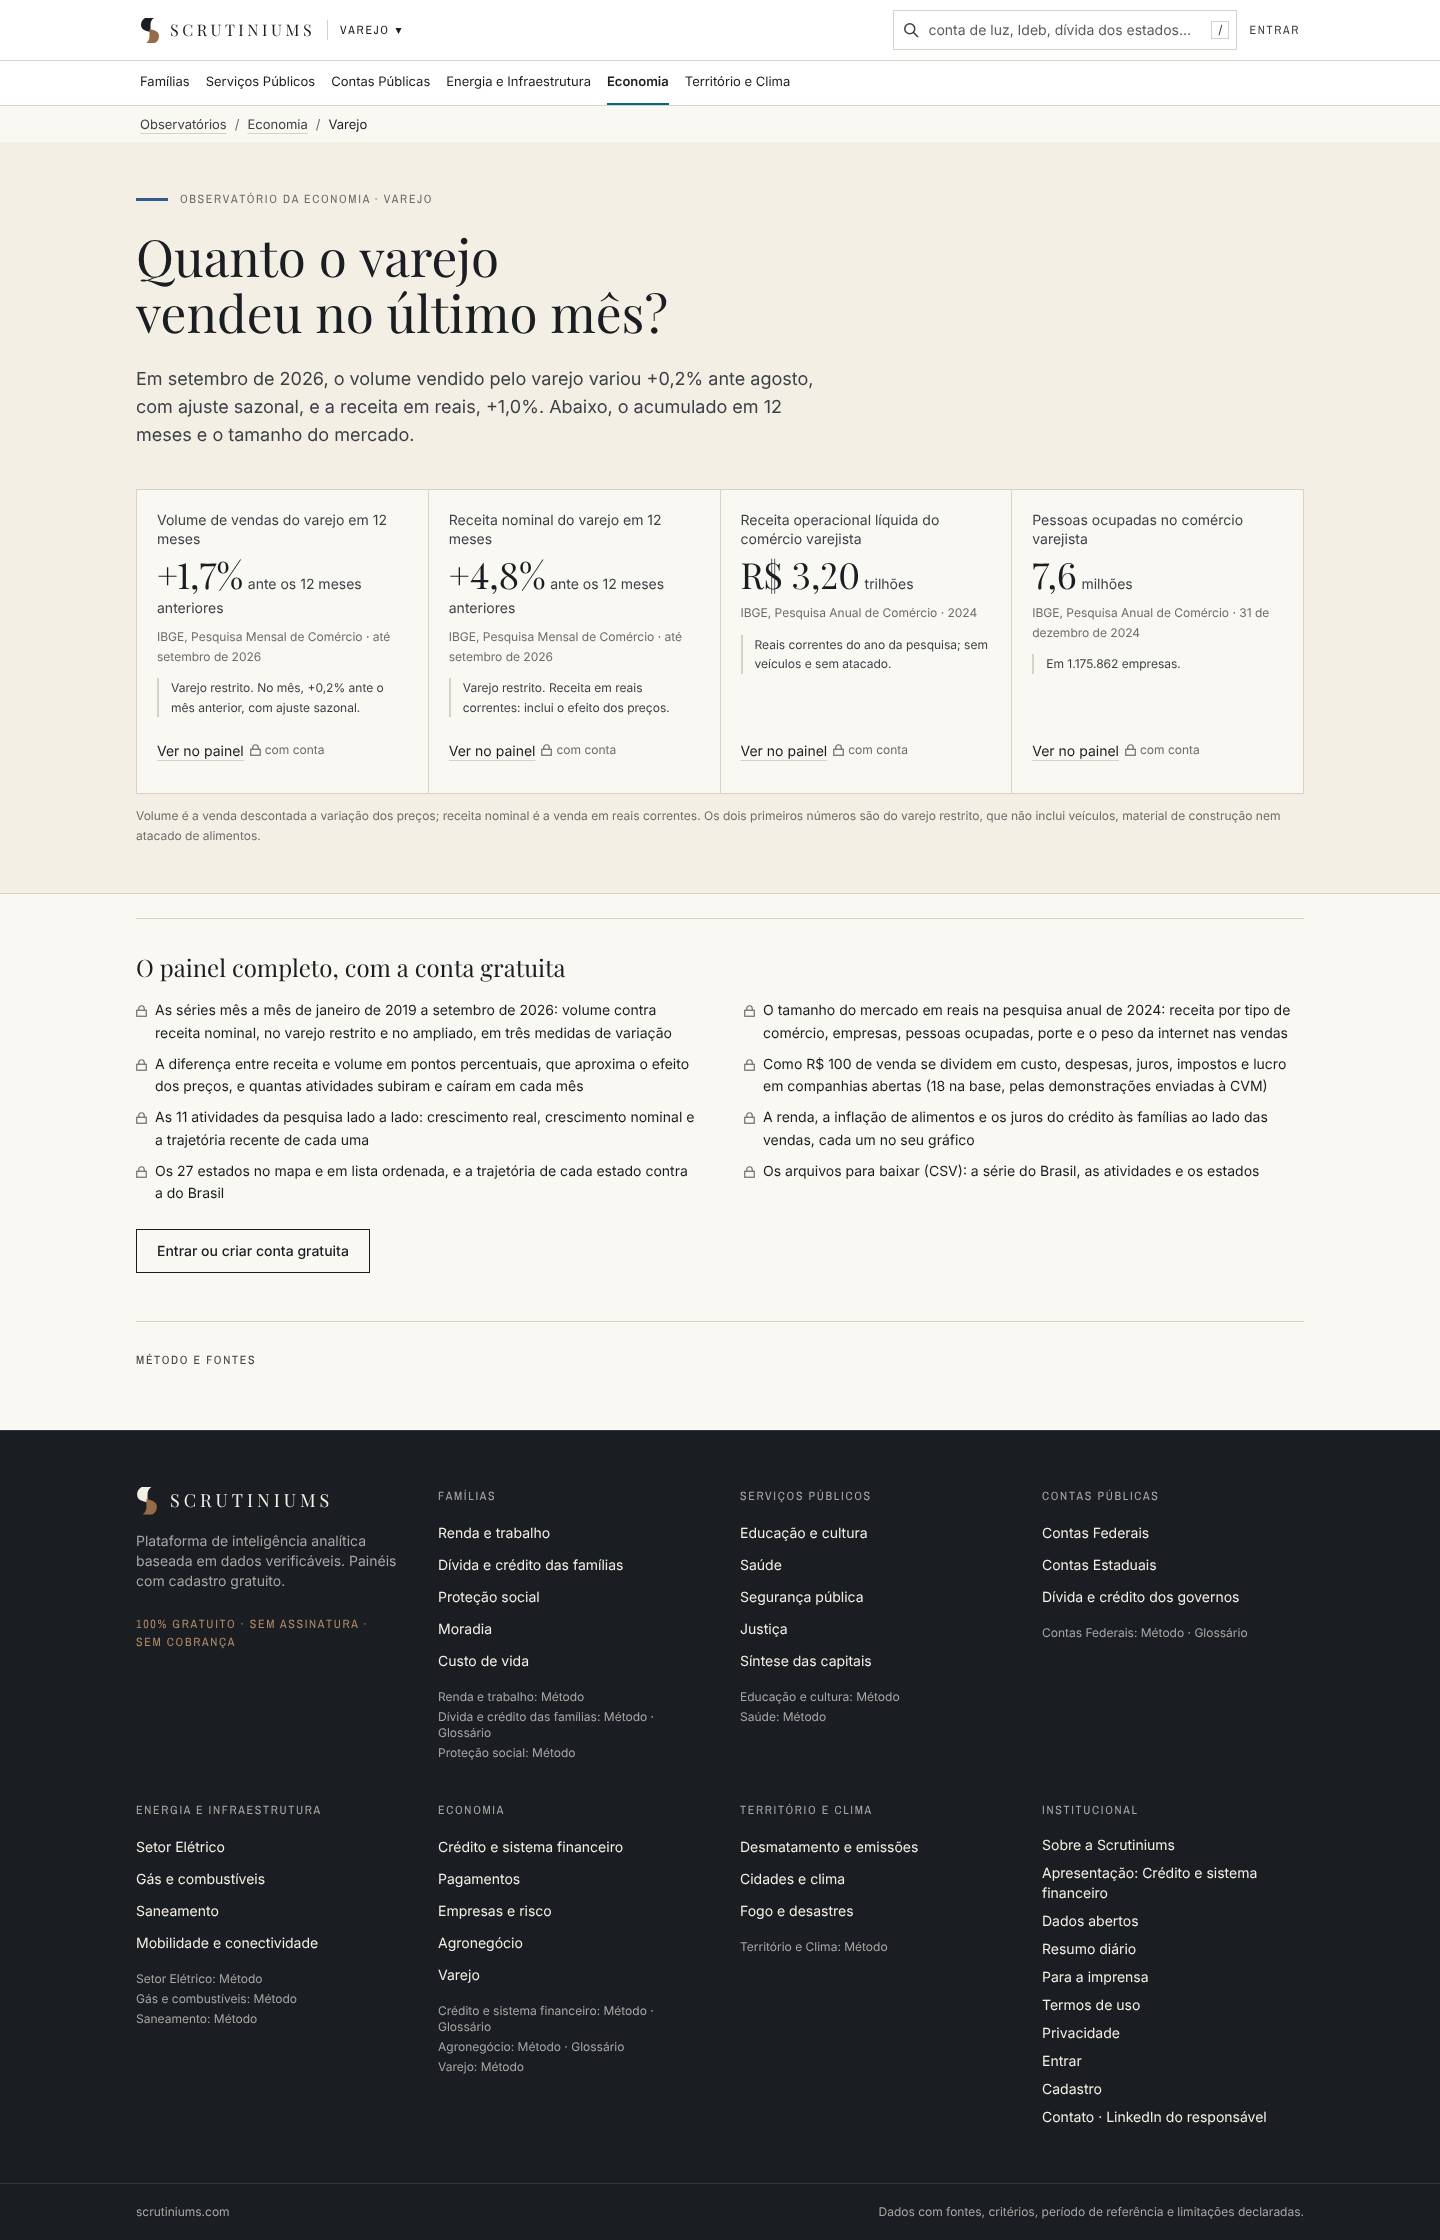 SCRUTINIUMS
VAREJO ▾
conta de luz, Ideb, dívida dos estados...
/
ENTRAR
Famílias
Serviços Públicos
Contas Públicas
Energia e Infraestrutura
Economia
Território e Clima
Observatórios / Economia / Varejo
OBSERVATÓRIO DA ECONOMIA · VAREJO
Quanto o varejo
vendeu no último mês?
Em setembro de 2026, o volume vendido pelo varejo variou +0,2% ante agosto,
com ajuste sazonal, e a receita em reais, +1,0%. Abaixo, o acumulado em 12
meses e o tamanho do mercado.
Volume de vendas do varejo em 12
meses
+1,7% ante os 12 meses
anteriores
IBGE, Pesquisa Mensal de Comércio · até
setembro de 2026
Varejo restrito. No mês, +0,2% ante o
mês anterior, com ajuste sazonal.
Ver no painel com conta
Receita nominal do varejo em 12
meses
+4,8% ante os 12 meses
anteriores
IBGE, Pesquisa Mensal de Comércio · até
setembro de 2026
Varejo restrito. Receita em reais
correntes: inclui o efeito dos preços.
Ver no painel com conta
Receita operacional líquida do
comércio varejista
R$ 3,20 trilhões
IBGE, Pesquisa Anual de Comércio · 2024
Reais correntes do ano da pesquisa; sem
veículos e sem atacado.
Ver no painel com conta
Pessoas ocupadas no comércio
varejista
7,6 milhões
IBGE, Pesquisa Anual de Comércio · 31 de
dezembro de 2024
Em 1.175.862 empresas.
Ver no painel com conta
Volume é a venda descontada a variação dos preços; receita nominal é a venda em reais correntes. Os dois primeiros números são do varejo restrito, que não inclui veículos, material de construção nem
atacado de alimentos.
O painel completo, com a conta gratuita
As séries mês a mês de janeiro de 2019 a setembro de 2026: volume contra
receita nominal, no varejo restrito e no ampliado, em três medidas de variação
A diferença entre receita e volume em pontos percentuais, que aproxima o efeito
dos preços, e quantas atividades subiram e caíram em cada mês
As 11 atividades da pesquisa lado a lado: crescimento real, crescimento nominal e
a trajetória recente de cada uma
Os 27 estados no mapa e em lista ordenada, e a trajetória de cada estado contra
a do Brasil
O tamanho do mercado em reais na pesquisa anual de 2024: receita por tipo de
comércio, empresas, pessoas ocupadas, porte e o peso da internet nas vendas
Como R$ 100 de venda se dividem em custo, despesas, juros, impostos e lucro
em companhias abertas (18 na base, pelas demonstrações enviadas à CVM)
A renda, a inflação de alimentos e os juros do crédito às famílias ao lado das
vendas, cada um no seu gráfico
Os arquivos para baixar (CSV): a série do Brasil, as atividades e os estados
Entrar ou criar conta gratuita
MÉTODO E FONTES
SCRUTINIUMS
Plataforma de inteligência analítica
baseada em dados verificáveis. Painéis
com cadastro gratuito.
100% GRATUITO · SEM ASSINATURA ·
SEM COBRANÇA
FAMÍLIAS
Renda e trabalho
Dívida e crédito das famílias
Proteção social
Moradia
Custo de vida
Renda e trabalho: Método
Dívida e crédito das famílias: Método ·
Glossário
Proteção social: Método
SERVIÇOS PÚBLICOS
Educação e cultura
Saúde
Segurança pública
Justiça
Síntese das capitais
Educação e cultura: Método
Saúde: Método
CONTAS PÚBLICAS
Contas Federais
Contas Estaduais
Dívida e crédito dos governos
Contas Federais: Método · Glossário
ENERGIA E INFRAESTRUTURA
Setor Elétrico
Gás e combustíveis
Saneamento
Mobilidade e conectividade
Setor Elétrico: Método
Gás e combustíveis: Método
Saneamento: Método
ECONOMIA
Crédito e sistema financeiro
Pagamentos
Empresas e risco
Agronegócio
Varejo
Crédito e sistema financeiro: Método ·
Glossário
Agronegócio: Método · Glossário
Varejo: Método
TERRITÓRIO E CLIMA
Desmatamento e emissões
Cidades e clima
Fogo e desastres
Território e Clima: Método
INSTITUCIONAL
Sobre a Scrutiniums
Apresentação: Crédito e sistema
financeiro
Dados abertos
Resumo diário
Para a imprensa
Termos de uso
Privacidade
Entrar
Cadastro
Contato · LinkedIn do responsável
scrutiniums.com
Dados com fontes, critérios, período de referência e limitações declaradas.